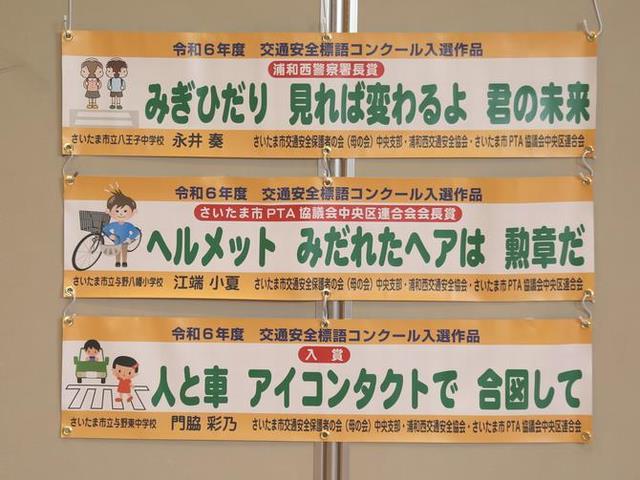 令和6年度 交通安全標語コンクール入選作品
浦和西警察署長賞
みぎひだり 見れば変わるよ 君の未来
さいたま市立八王子中学校 永井 奏 さいたま市交通安全保護者の会(母の会)中央支部・浦和西交通安全協会・さいたま市PTA協議会中央区連合会
令和6年度 交通安全標語コンクール入選作品
さいたま市PTA協議会中央区連合会会長賞
ヘルメット みだれたヘアは 勲章だ
さいたま市立与野八幡小学校 江端 小夏 さいたま市交通安全保護者の会(母の会)中央支部・浦和西交通安全協会・さいたま市PTA協議会中央区連合会
令和6年度 交通安全標語コンクール入選作品
入賞
人と車 アイコンタクトで 合図して
さいたま市立与野東中学校 門脇 彩乃 さいたま市交通安全保護者の会(母の会)中央支部・浦和西交通安全協会・さいたま市PTA協議会中央区連合会